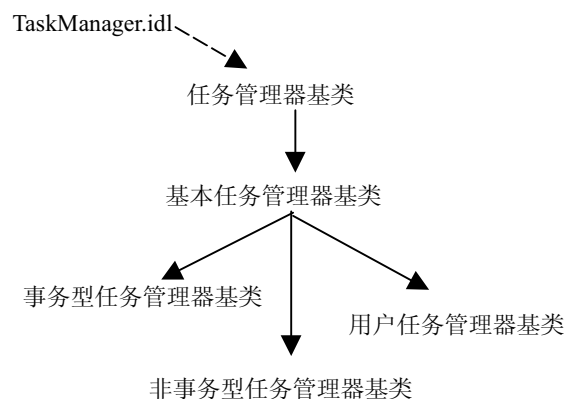 TaskManager.idl
任务管理器基类
基本任务管理器基类
事务型任务管理器基类
用户任务管理器基类
非事务型任务管理器基类